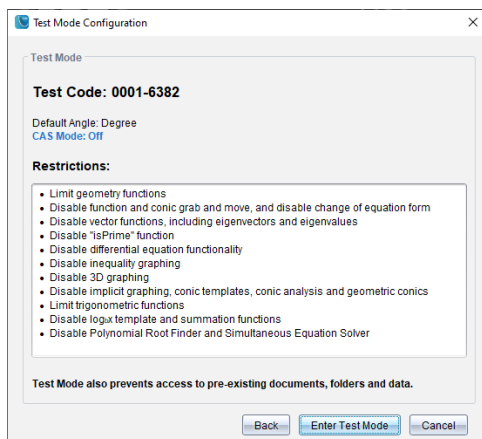 Test Mode Configuration
Test Mode
Test Code: 0001-6382
Default Angle: Degree
CAS Mode: Off
Restrictions:
• Limit geometry functions
• Disable function and conic grab and move, and disable change of equation form
• Disable vector functions, including eigenvectors and eigenvalues
• Disable "isPrime" function
• Disable differential equation functionality
• Disable inequality graphing
• Disable 3D graphing
• Disable implicit graphing, conic templates, conic analysis and geometric conics
• Limit trigonometric functions
• Disable logₐx template and summation functions
• Disable Polynomial Root Finder and Simultaneous Equation Solver
Test Mode also prevents access to pre-existing documents, folders and data.
Back Enter Test Mode Cancel